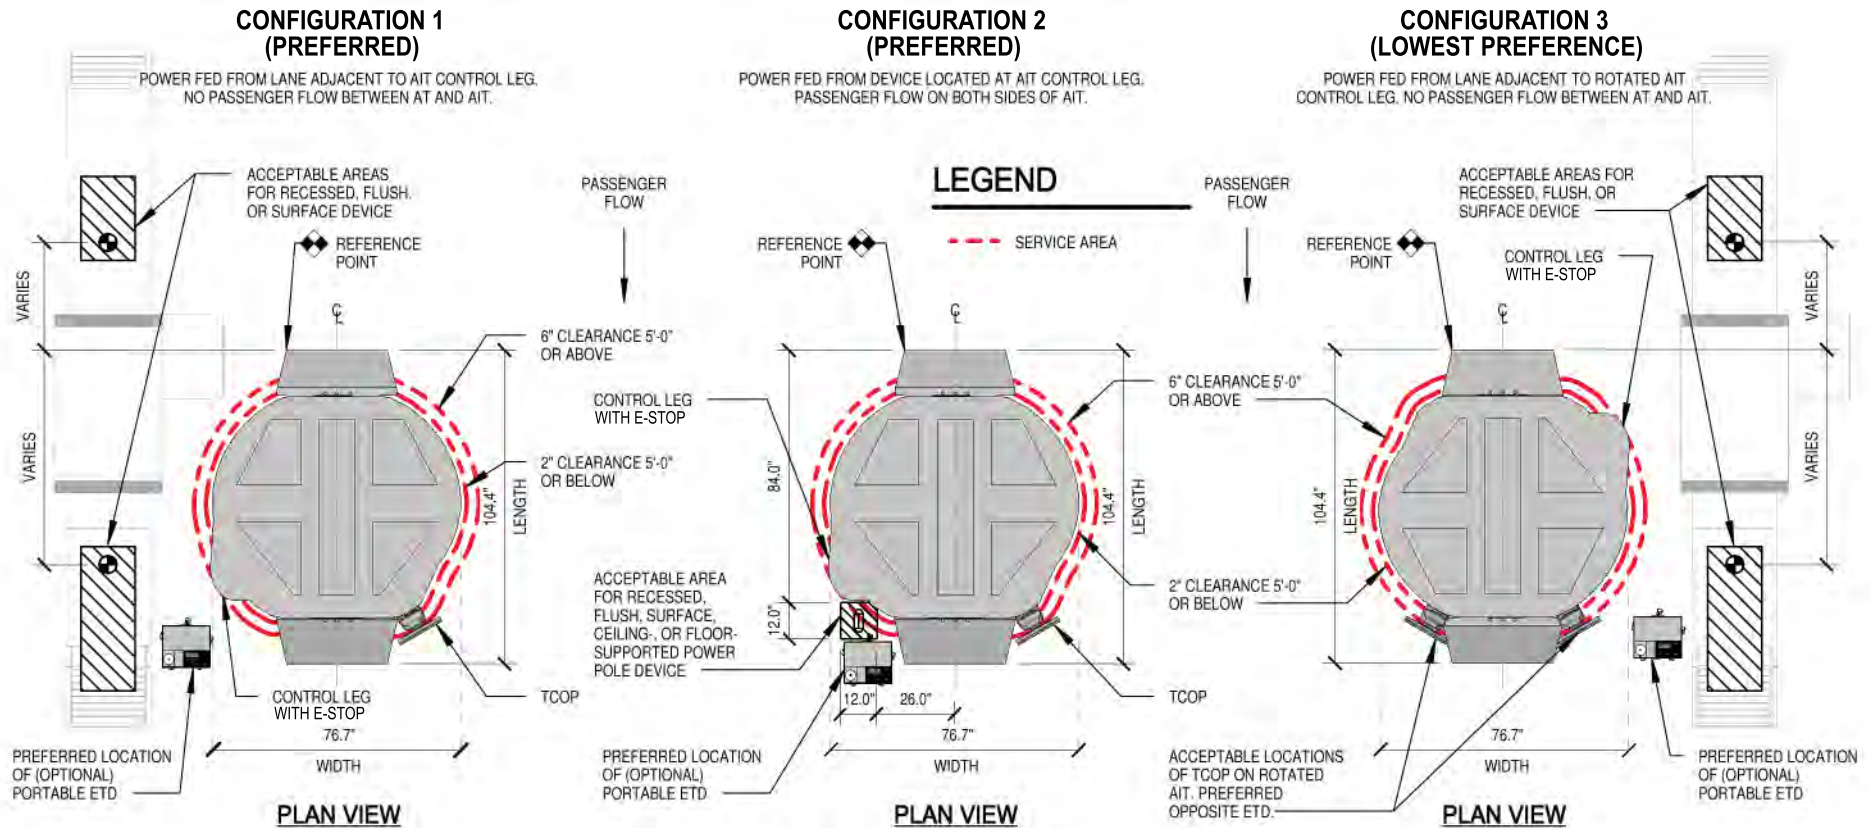 CONFIGURATION 1
(PREFERRED)
POWER FED FROM LANE ADJACENT TO AIT CONTROL LEG.
NO PASSENGER FLOW BETWEEN AT AND AIT.
ACCEPTABLE AREAS
FOR RECESSED, FLUSH,
OR SURFACE DEVICE
REFERENCE
POINT
VARIES
VARIES
℄
6" CLEARANCE 5'-0"
OR ABOVE
2" CLEARANCE 5'-0"
OR BELOW
104.4"
LENGTH
CONTROL LEG
WITH E-STOP
TCOP
76.7"
WIDTH
PREFERRED LOCATION
OF (OPTIONAL)
PORTABLE ETD
PLAN VIEW
PASSENGER
FLOW
CONFIGURATION 2
(PREFERRED)
POWER FED FROM DEVICE LOCATED AT AIT CONTROL LEG.
PASSENGER FLOW ON BOTH SIDES OF AIT.
LEGEND
SERVICE AREA
REFERENCE
POINT
℄
CONTROL LEG
WITH E-STOP
84.0"
12.0"
6" CLEARANCE 5'-0"
OR ABOVE
104.4"
LENGTH
2" CLEARANCE 5'-0"
OR BELOW
ACCEPTABLE AREA
FOR RECESSED,
FLUSH, SURFACE,
CEILING-, OR FLOOR-
SUPPORTED POWER
POLE DEVICE
12.0"
26.0"
TCOP
76.7"
WIDTH
PREFERRED LOCATION
OF (OPTIONAL)
PORTABLE ETD
PLAN VIEW
PASSENGER
FLOW
CONFIGURATION 3
(LOWEST PREFERENCE)
POWER FED FROM LANE ADJACENT TO ROTATED AIT
CONTROL LEG. NO PASSENGER FLOW BETWEEN AT AND AIT.
ACCEPTABLE AREAS FOR
RECESSED, FLUSH, OR
SURFACE DEVICE
REFERENCE
POINT
CONTROL LEG
WITH E-STOP
℄
VARIES
VARIES
104.4"
LENGTH
76.7"
WIDTH
ACCEPTABLE LOCATIONS
OF TCOP ON ROTATED
AIT. PREFERRED
OPPOSITE ETD.
PREFERRED LOCATION
OF (OPTIONAL)
PORTABLE ETD
PLAN VIEW